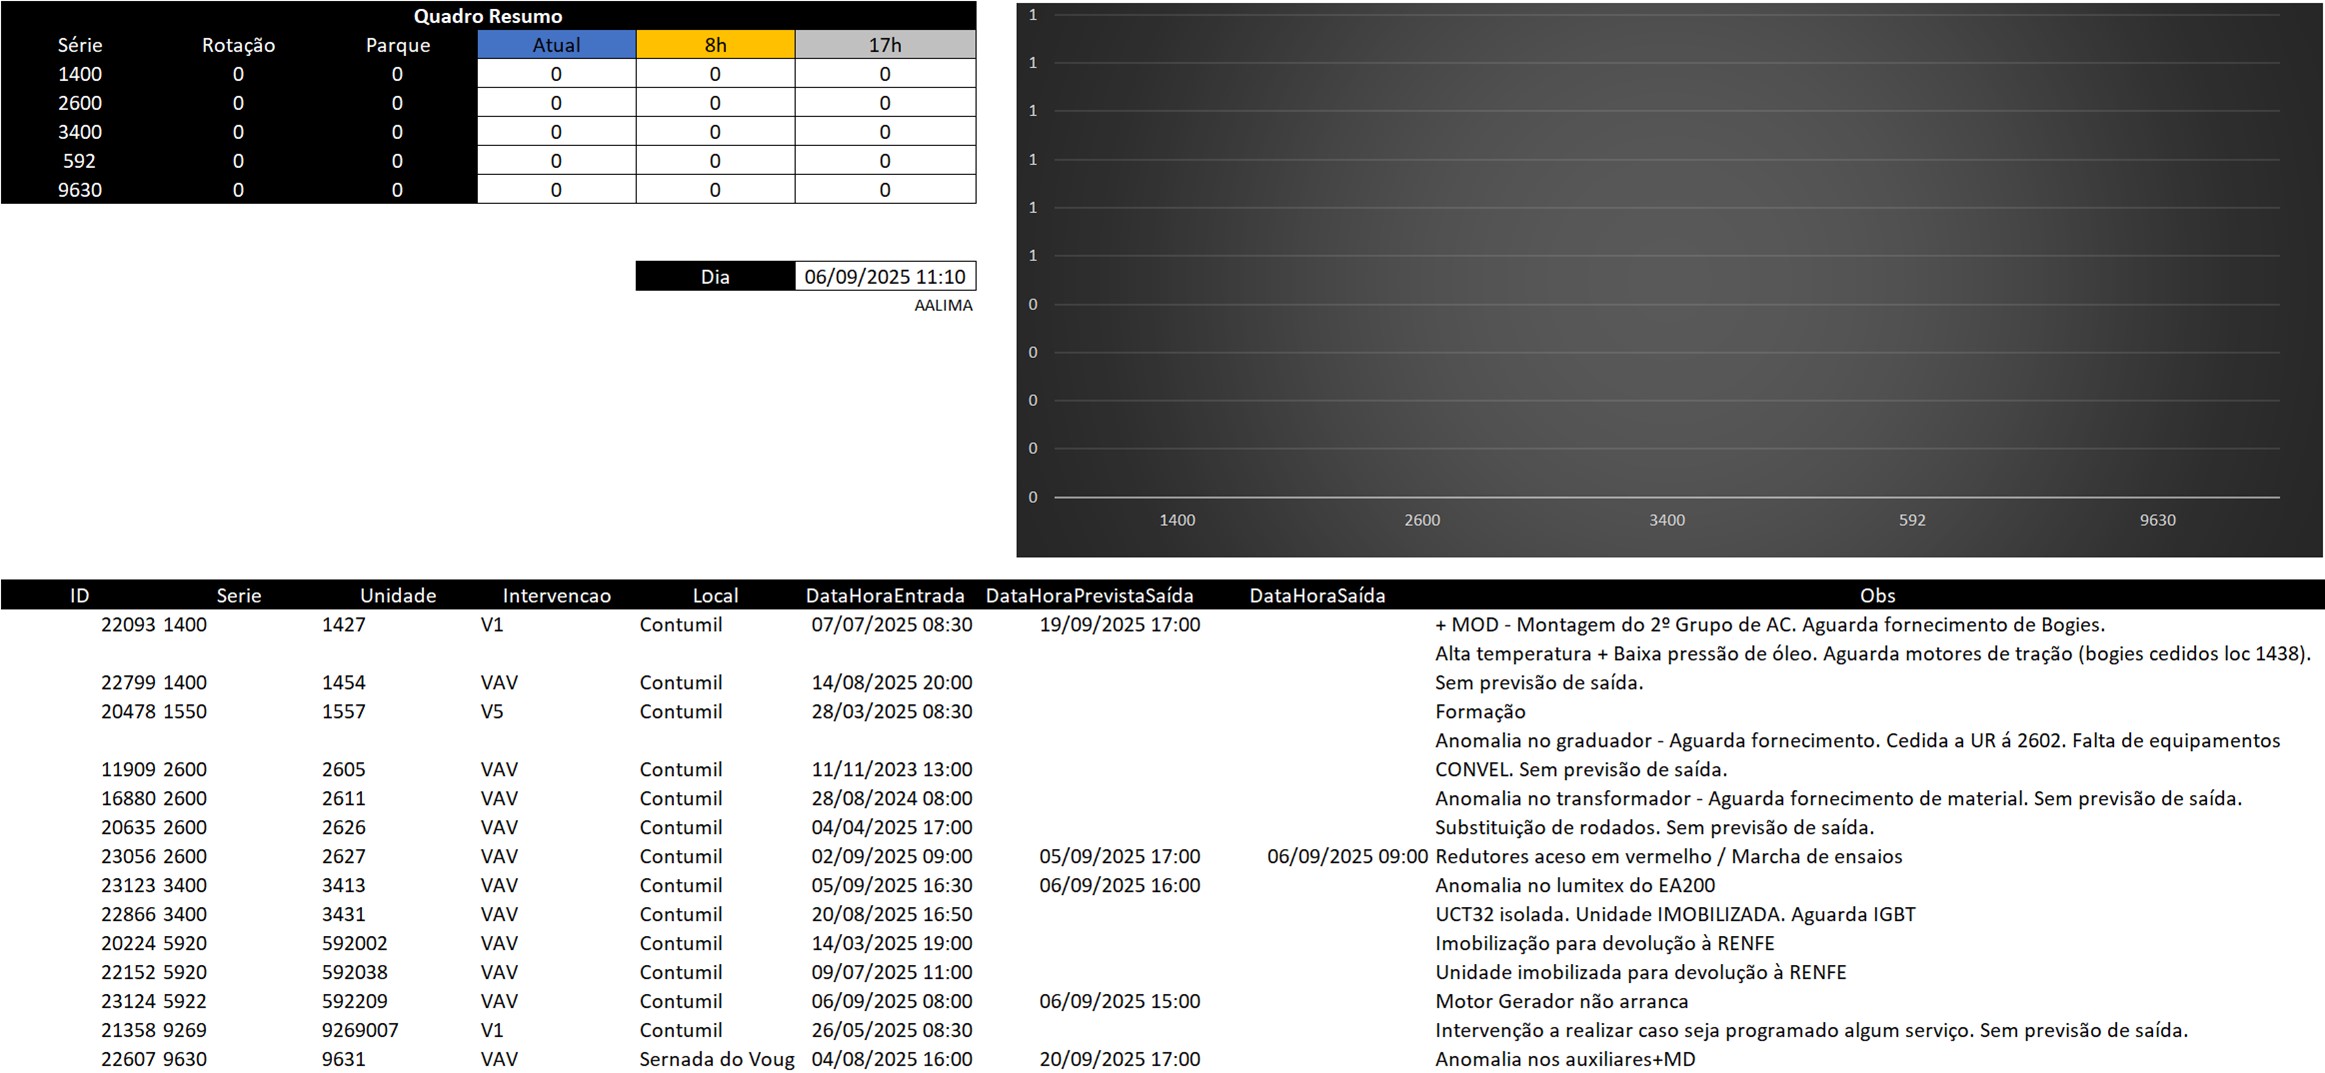 Quadro Resumo
Série Rotação Parque Atual 8h 17h
1400 0 0 0 0 0
2600 0 0 0 0 0
3400 0 0 0 0 0
592 0 0 0 0 0
9630 0 0 0 0 0
Dia 06/09/2025 11:10
AALIMA
1
1
1
1
1
1
0
0
0
0
0
1400 2600 3400 592 9630
ID Serie Unidade Intervencao Local DataHoraEntrada DataHoraPrevistaSaída DataHoraSaída Obs
22093 1400 1427 V1 Contumil 07/07/2025 08:30 19/09/2025 17:00 + MOD - Montagem do 2º Grupo de AC. Aguarda fornecimento de Bogies.
Alta temperatura + Baixa pressão de óleo. Aguarda motores de tração (bogies cedidos loc 1438).
22799 1400 1454 VAV Contumil 14/08/2025 20:00 Sem previsão de saída.
20478 1550 1557 V5 Contumil 28/03/2025 08:30 Formação
Anomalia no graduador - Aguarda fornecimento. Cedida a UR á 2602. Falta de equipamentos
11909 2600 2605 VAV Contumil 11/11/2023 13:00 CONVEL. Sem previsão de saída.
16880 2600 2611 VAV Contumil 28/08/2024 08:00 Anomalia no transformador - Aguarda fornecimento de material. Sem previsão de saída.
20635 2600 2626 VAV Contumil 04/04/2025 17:00 Substituição de rodados. Sem previsão de saída.
23056 2600 2627 VAV Contumil 02/09/2025 09:00 05/09/2025 17:00 06/09/2025 09:00 Redutores aceso em vermelho / Marcha de ensaios
23123 3400 3413 VAV Contumil 05/09/2025 16:30 06/09/2025 16:00 Anomalia no lumitex do EA200
22866 3400 3431 VAV Contumil 20/08/2025 16:50 UCT32 isolada. Unidade IMOBILIZADA. Aguarda IGBT
20224 5920 592002 VAV Contumil 14/03/2025 19:00 Imobilização para devolução à RENFE
22152 5920 592038 VAV Contumil 09/07/2025 11:00 Unidade imobilizada para devolução à RENFE
23124 5922 592209 VAV Contumil 06/09/2025 08:00 06/09/2025 15:00 Motor Gerador não arranca
21358 9269 9269007 V1 Contumil 26/05/2025 08:30 Intervenção a realizar caso seja programado algum serviço. Sem previsão de saída.
22607 9630 9631 VAV Sernada do Voug 04/08/2025 16:00 20/09/2025 17:00 Anomalia nos auxiliares+MD